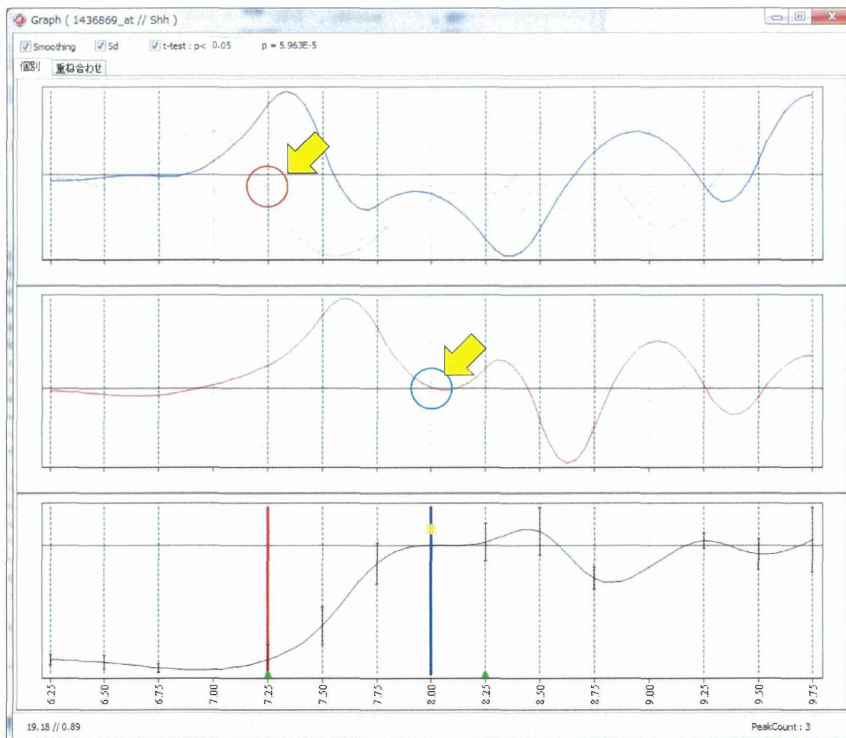 Graph ( 1436869_at // Shh )
Smoothing Sd t-test : p< 0.05 p = 5.963E-5
個別 重ね合わせ
6.25 6.50 6.75 7.00 7.25 7.50 7.75 8.00 8.25 8.50 8.75 9.00 9.25 9.50 9.75
19.18 // 0.89 PeakCount : 3